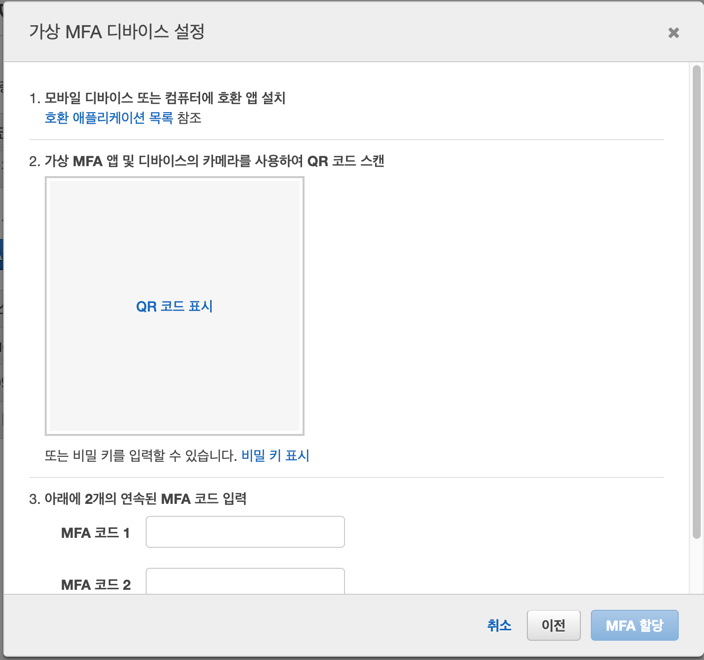 가상 MFA 디바이스 설정
1. 모바일 디바이스 또는 컴퓨터에 호환 앱 설치
호환 애플리케이션 목록 참조
2. 가상 MFA 앱 및 디바이스의 카메라를 사용하여 QR 코드 스캔
QR 코드 표시
또는 비밀 키를 입력할 수 있습니다. 비밀 키 표시
3. 아래에 2개의 연속된 MFA 코드 입력
MFA 코드 1
MFA 코드 2
취소 이전 MFA 할당